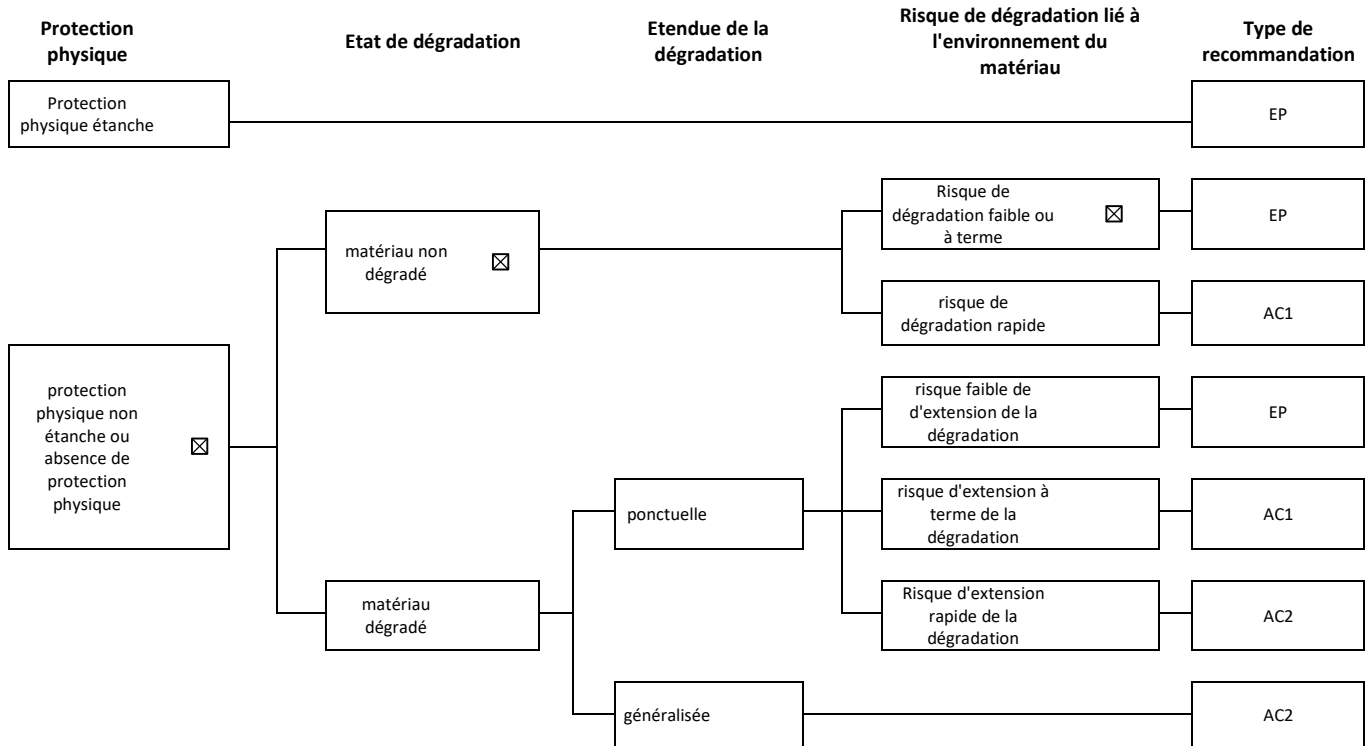 Protection
physique
Etat de dégradation
Etendue de la
dégradation
Risque de dégradation lié à
l'environnement du
matériau
Type de
recommandation
Protection
physique étanche
EP
protection
physique non
étanche ou
absence de
protection
physique
☒
matériau non
dégradé
☒
Risque de
dégradation faible ou
à terme
☒
EP
risque de
dégradation rapide
AC1
matériau
dégradé
ponctuelle
risque faible de
d'extension de la
dégradation
EP
risque d'extension à
terme de la
dégradation
AC1
Risque d'extension
rapide de la
dégradation
AC2
généralisée
AC2